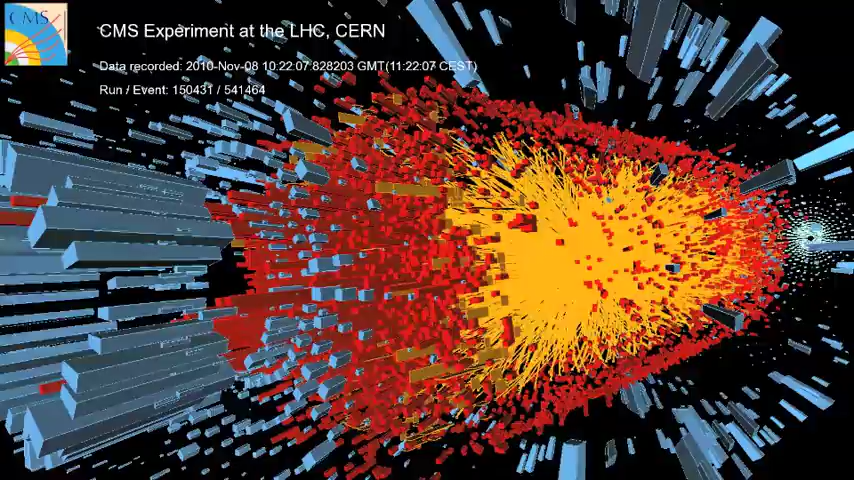 CMS
CMS Experiment at the LHC, CERN
Data recorded: 2010-Nov-08 10:22:07.828203 GMT(11:22:07 CEST)
Run / Event: 150431 / 541464